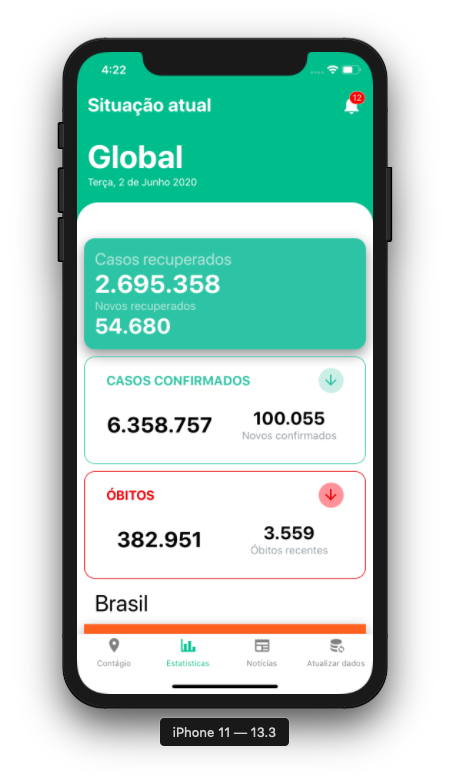 4:22
Situação atual
12
Global
Terça, 2 de Junho 2020
Casos recuperados
2.695.358
Novos recuperados
54.680
CASOS CONFIRMADOS
6.358.757
100.055
Novos confirmados
ÓBITOS
382.951
3.559
Óbitos recentes
Brasil
Contágio
Estatísticas
Notícias
Atualizar dados
iPhone 11 — 13.3